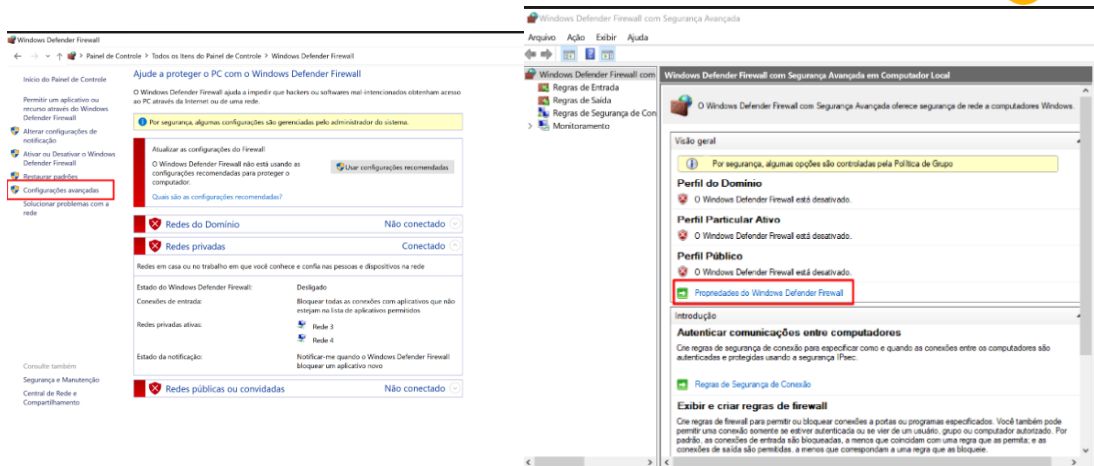 Windows Defender Firewall
Painel de Controle > Todos os Itens do Painel de Controle > Windows Defender Firewall
Início do Painel de Controle
Permitir um aplicativo ou
recurso através do Windows
Defender Firewall
Alterar configurações de
notificação
Ativar ou Desativar o Windows
Defender Firewall
Restaurar padrões
Configurações avançadas
Solucionar problemas com a
rede
Consulte também
Segurança e Manutenção
Central de Rede e
Compartilhamento
Ajude a proteger o PC com o Windows Defender Firewall
O Windows Defender Firewall ajuda a impedir que hackers ou softwares mal-intencionados obtenham acesso
ao PC através da Internet ou de uma rede.
Por segurança, algumas configurações são gerenciadas pelo administrador do sistema.
Atualizar as configurações do Firewall
O Windows Defender Firewall não está usando as
configurações recomendadas para proteger o
computador.
Usar configurações recomendadas
Quais são as configurações recomendadas?
Redes do Domínio Não conectado
Redes privadas Conectado
Redes em casa ou no trabalho em que você conhece e confia nas pessoas e dispositivos na rede
Estado do Windows Defender Firewall: Desligado
Conexões de entrada: Bloquear todas as conexões com aplicativos que não
estejam na lista de aplicativos permitidos
Redes privadas ativas: Rede 3
Rede 4
Estado da notificação: Notificar-me quando o Windows Defender Firewall
bloquear um aplicativo novo
Redes públicas ou convidadas Não conectado
Windows Defender Firewall com Segurança Avançada
Arquivo Ação Exibir Ajuda
Windows Defender Firewall com
Regras de Entrada
Regras de Saída
Regras de Segurança de Con
Monitoramento
Windows Defender Firewall com Segurança Avançada em Computador Local
O Windows Defender Firewall com Segurança Avançada oferece segurança de rede a computadores Windows.
Visão geral
Por segurança, algumas opções são controladas pela Política de Grupo
Perfil do Domínio
O Windows Defender Firewall está desativado.
Perfil Particular Ativo
O Windows Defender Firewall está desativado.
Perfil Público
O Windows Defender Firewall está desativado.
Propriedades do Windows Defender Firewall
Introdução
Autenticar comunicações entre computadores
Crie regras de segurança de conexão para especificar como e quando as conexões entre os computadores são
autenticadas e protegidas usando a segurança IPsec.
Regras de Segurança de Conexão
Exibir e criar regras de firewall
Crie regras de firewall para permitir ou bloquear conexões a portas ou programas especificados. Você também pode
permitir uma conexão somente se estiver autenticada ou se vier de um usuário, grupo ou computador autorizado. Por
padrão, as conexões de entrada são bloqueadas, a menos que coincidam com uma regra que as permita; e as
conexões de saída são permitidas, a menos que correspondam a uma regra que as bloqueie.